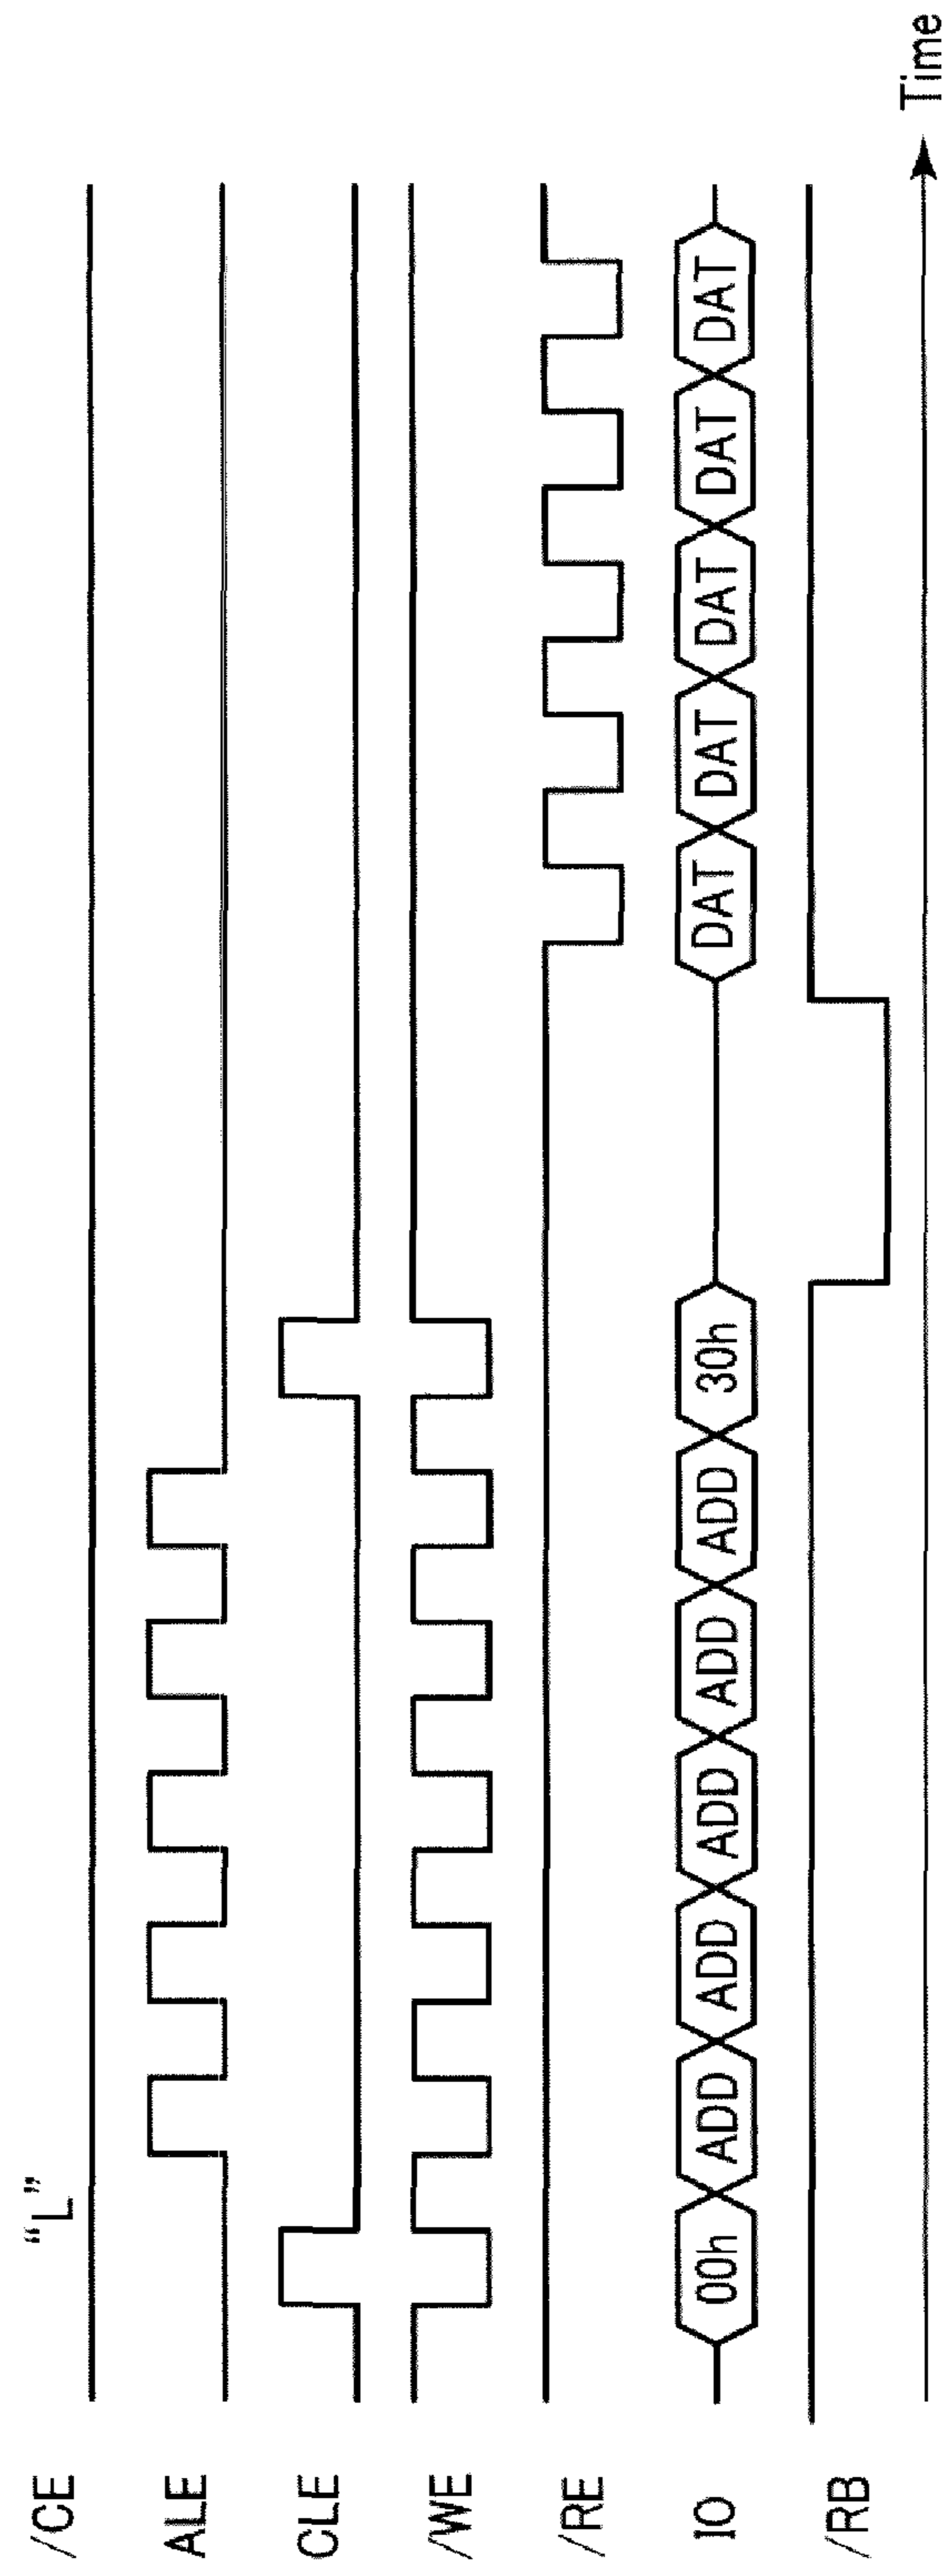 /CE "L"
ALE
CLE
/WE
/RE
IO 00h ADD ADD ADD ADD ADD 30h DAT DAT DAT DAT DAT
/RB
Time